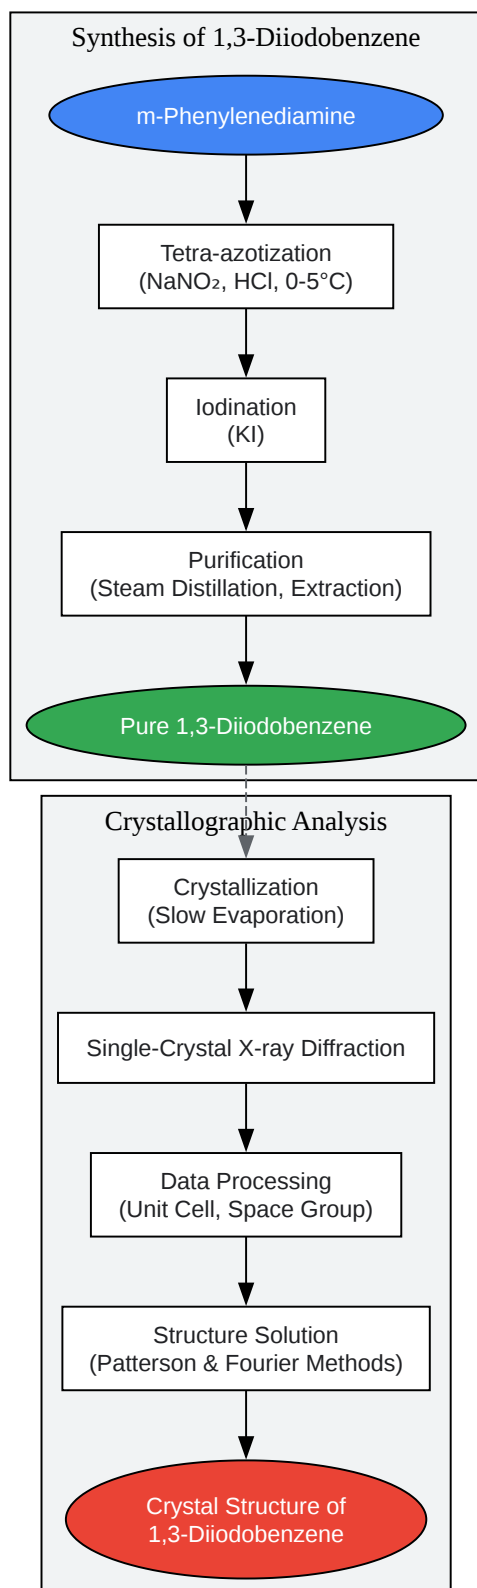 Synthesis of 1,3-Diiodobenzene
m-Phenylenediamine
Tetra-azotization
(NaNO₂, HCl, 0-5°C)
Iodination
(KI)
Purification
(Steam Distillation, Extraction)
Pure 1,3-Diiodobenzene
Crystallographic Analysis
Crystallization
(Slow Evaporation)
Single-Crystal X-ray Diffraction
Data Processing
(Unit Cell, Space Group)
Structure Solution
(Patterson & Fourier Methods)
Crystal Structure of
1,3-Diiodobenzene